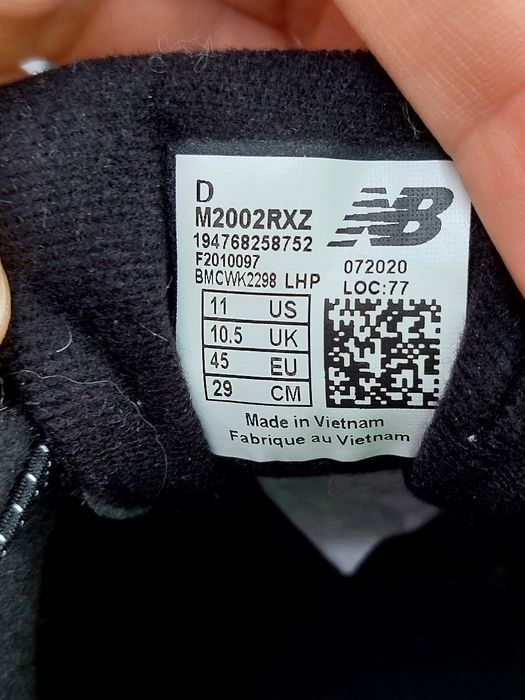 D
M2002RXZ
194768258752
F2010097
BMCWK2298 LHP
NB
072020
LOC:77
11 US
10.5 UK
45 EU
29 CM
Made in Vietnam
Fabrique au Vietnam